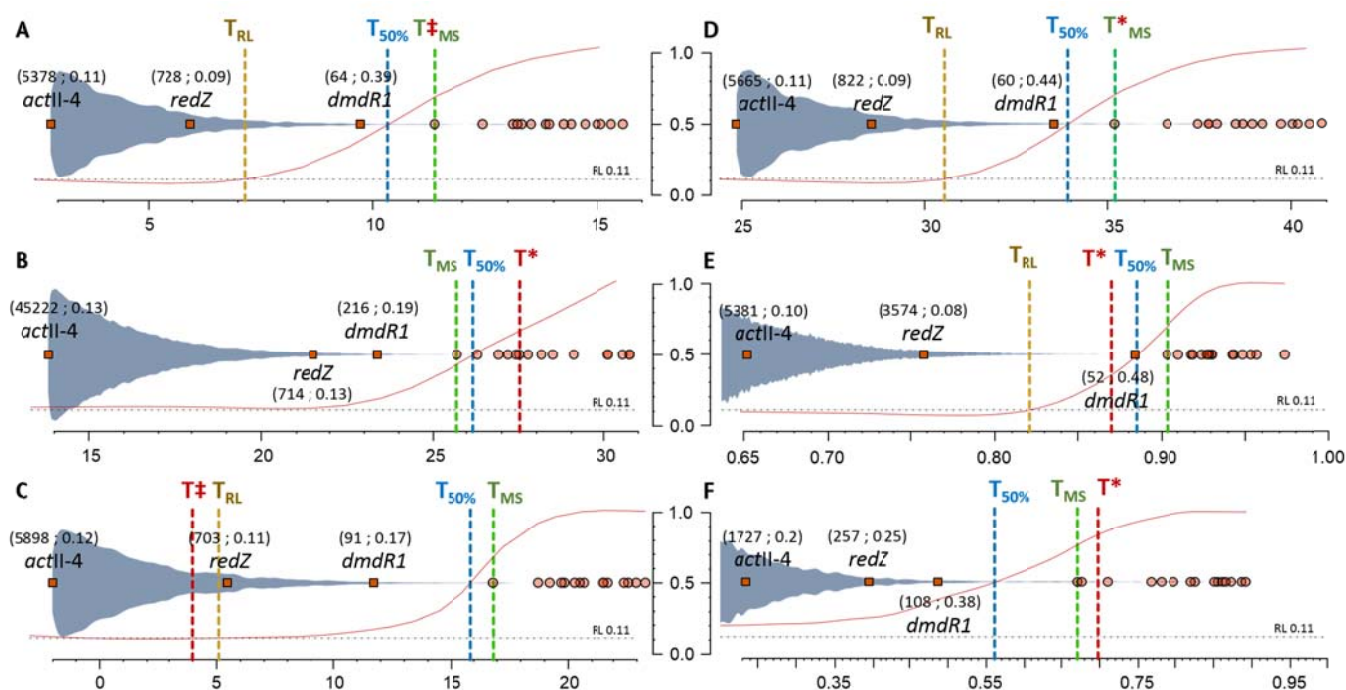 A
T_RL
T_50%
T‡_MS
(5378 ; 0.11)
actII-4
(728 ; 0.09)
redZ
(64 ; 0.39)
dmdR1
RL 0.11
5
10
15
1.0
0.5
0.0
D
T_RL
T_50%
T*_MS
(5665 ; 0.11)
actII-4
(822 ; 0.09)
redZ
(60 ; 0.44)
dmdR1
RL 0.11
25
30
35
40
B
T_MS
T_50%
T*
(45222 ; 0.13)
actII-4
(216 ; 0.19)
dmdR1
redZ
(714 ; 0.13)
RL 0.11
15
20
25
30
1.0
0.5
0.0
E
T_RL
T*
T_50%
T_MS
(5381 ; 0.10)
actII-4
(3574 ; 0.08)
redZ
(52 ; 0.48)
dmdR1
RL 0.11
0.65
0.70
0.80
0.90
1.00
C
T‡
T_RL
T_50%
T_MS
(5898 ; 0.12)
actII-4
(703 ; 0.11)
redZ
(91 ; 0.17)
dmdR1
RL 0.11
0
5
10
15
20
1.0
0.5
0.0
F
T_50%
T_MS
T*
(1727 ; 0.2)
actII-4
(257 ; 0.25)
redZ
(108 ; 0.38)
dmdR1
RL 0.11
0.35
0.55
0.75
0.95